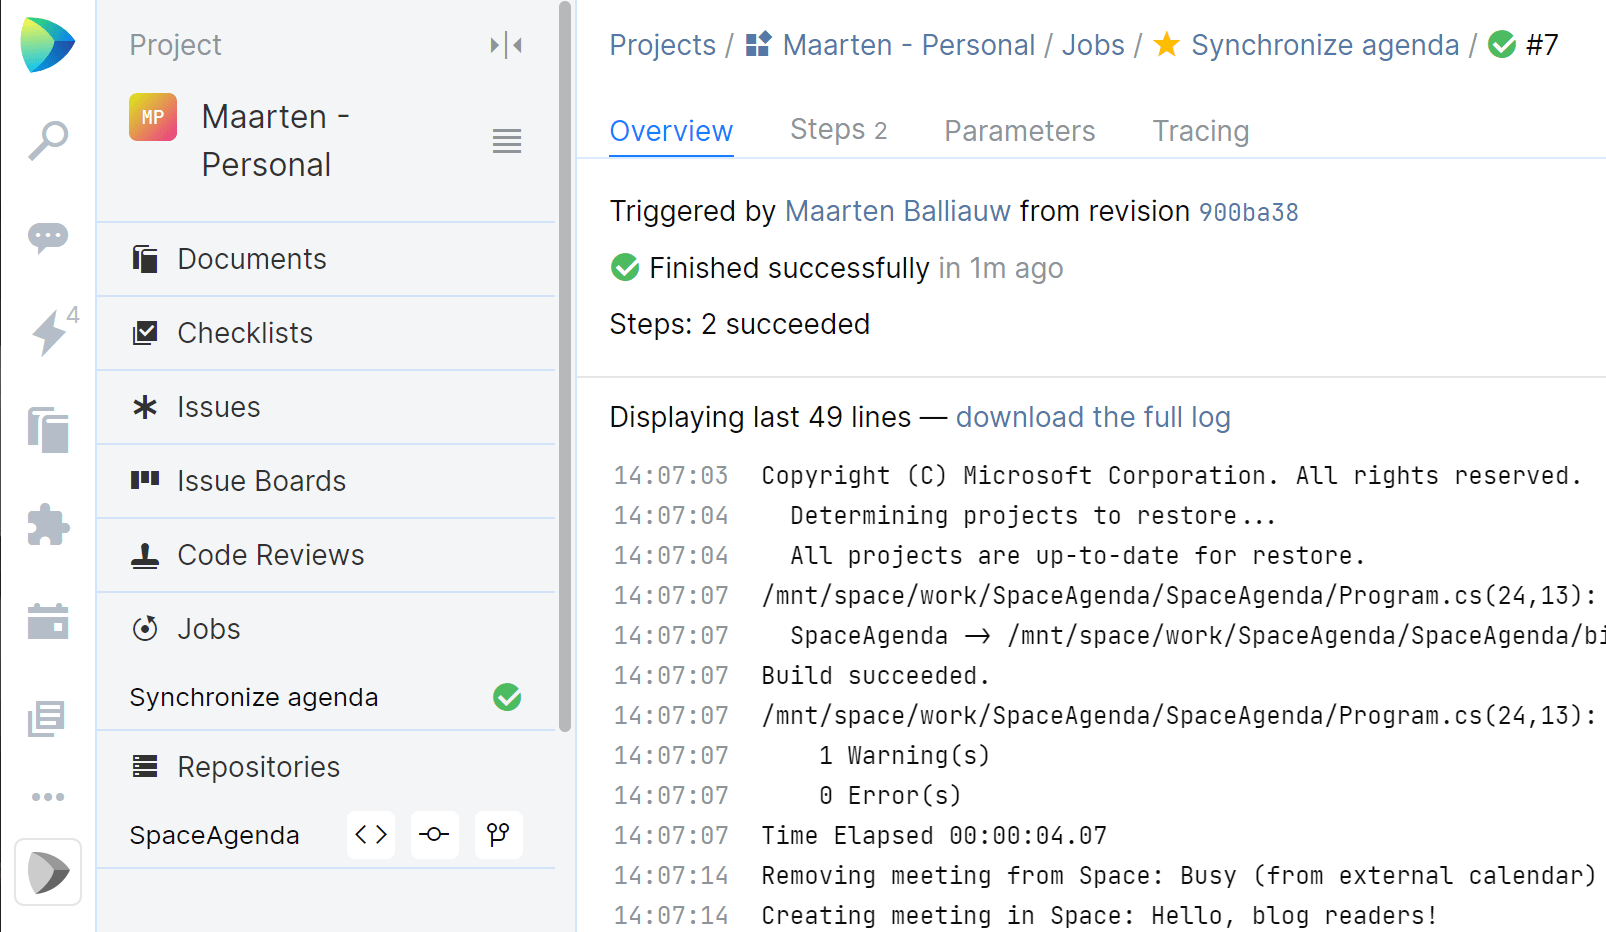 Project
MP
Maarten -
Personal
4
Documents
Checklists
Issues
Issue Boards
Code Reviews
Jobs
Synchronize agenda
Repositories
SpaceAgenda
Projects / Maarten - Personal / Jobs / Synchronize agenda / #7
Overview Steps 2 Parameters Tracing
Triggered by Maarten Balliauw from revision 900ba38
Finished successfully in 1m ago
Steps: 2 succeeded
Displaying last 49 lines — download the full log
14:07:03 Copyright (C) Microsoft Corporation. All rights reserved.
14:07:04 Determining projects to restore...
14:07:04 All projects are up-to-date for restore.
14:07:07 /mnt/space/work/SpaceAgenda/SpaceAgenda/Program.cs(24,13):
14:07:07 SpaceAgenda -> /mnt/space/work/SpaceAgenda/SpaceAgenda/bi
14:07:07 Build succeeded.
14:07:07 /mnt/space/work/SpaceAgenda/SpaceAgenda/Program.cs(24,13):
14:07:07 1 Warning(s)
14:07:07 0 Error(s)
14:07:07 Time Elapsed 00:00:04.07
14:07:14 Removing meeting from Space: Busy (from external calendar)
14:07:14 Creating meeting in Space: Hello, blog readers!